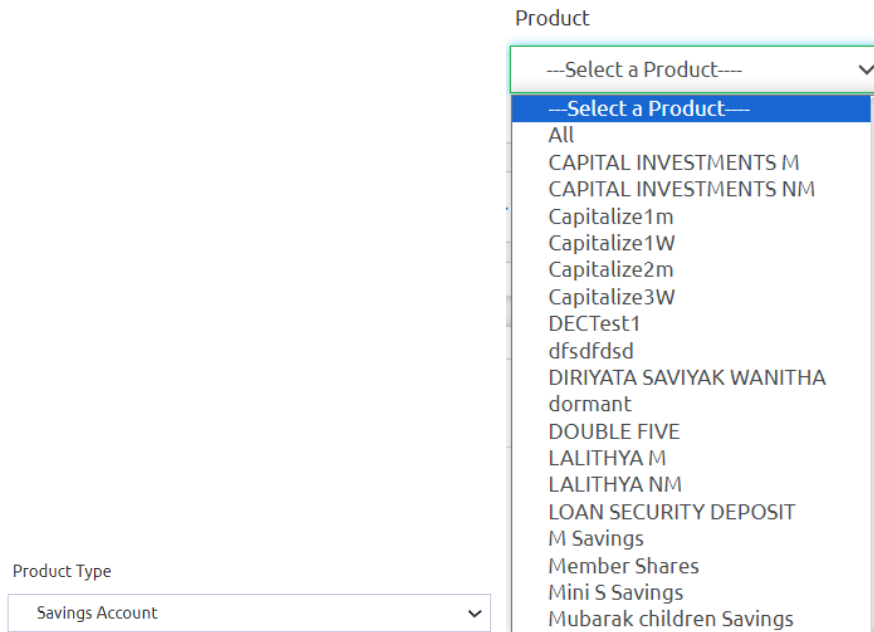 Product
---Select a Product----
---Select a Product----
All
CAPITAL INVESTMENTS M
CAPITAL INVESTMENTS NM
Capitalize1m
Capitalize1W
Capitalize2m
Capitalize3W
DECTest1
dfsdfdsd
DIRIYATA SAVIYAK WANITHA
dormant
DOUBLE FIVE
LALITHYA M
LALITHYA NM
LOAN SECURITY DEPOSIT
M Savings
Member Shares
Mini S Savings
Mubarak children Savings
Product Type
Savings Account